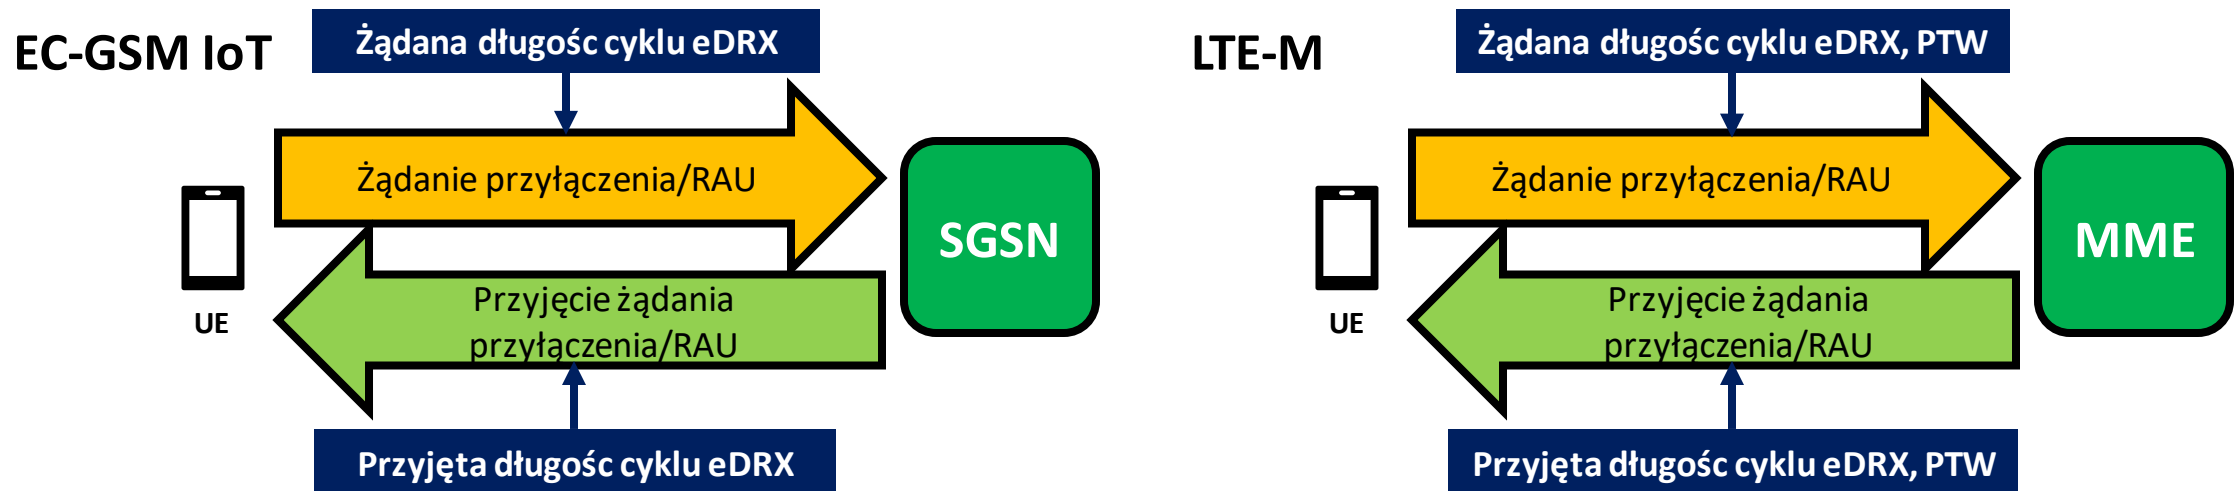 EC-GSM IoT
Żądana długośc cyklu eDRX
Żądanie przyłączenia/RAU
UE
SGSN
Przyjęcie żądania
przyłączenia/RAU
Przyjęta długośc cyklu eDRX
LTE-M
Żądana długośc cyklu eDRX, PTW
Żądanie przyłączenia/RAU
UE
MME
Przyjęcie żądania
przyłączenia/RAU
Przyjęta długośc cyklu eDRX, PTW